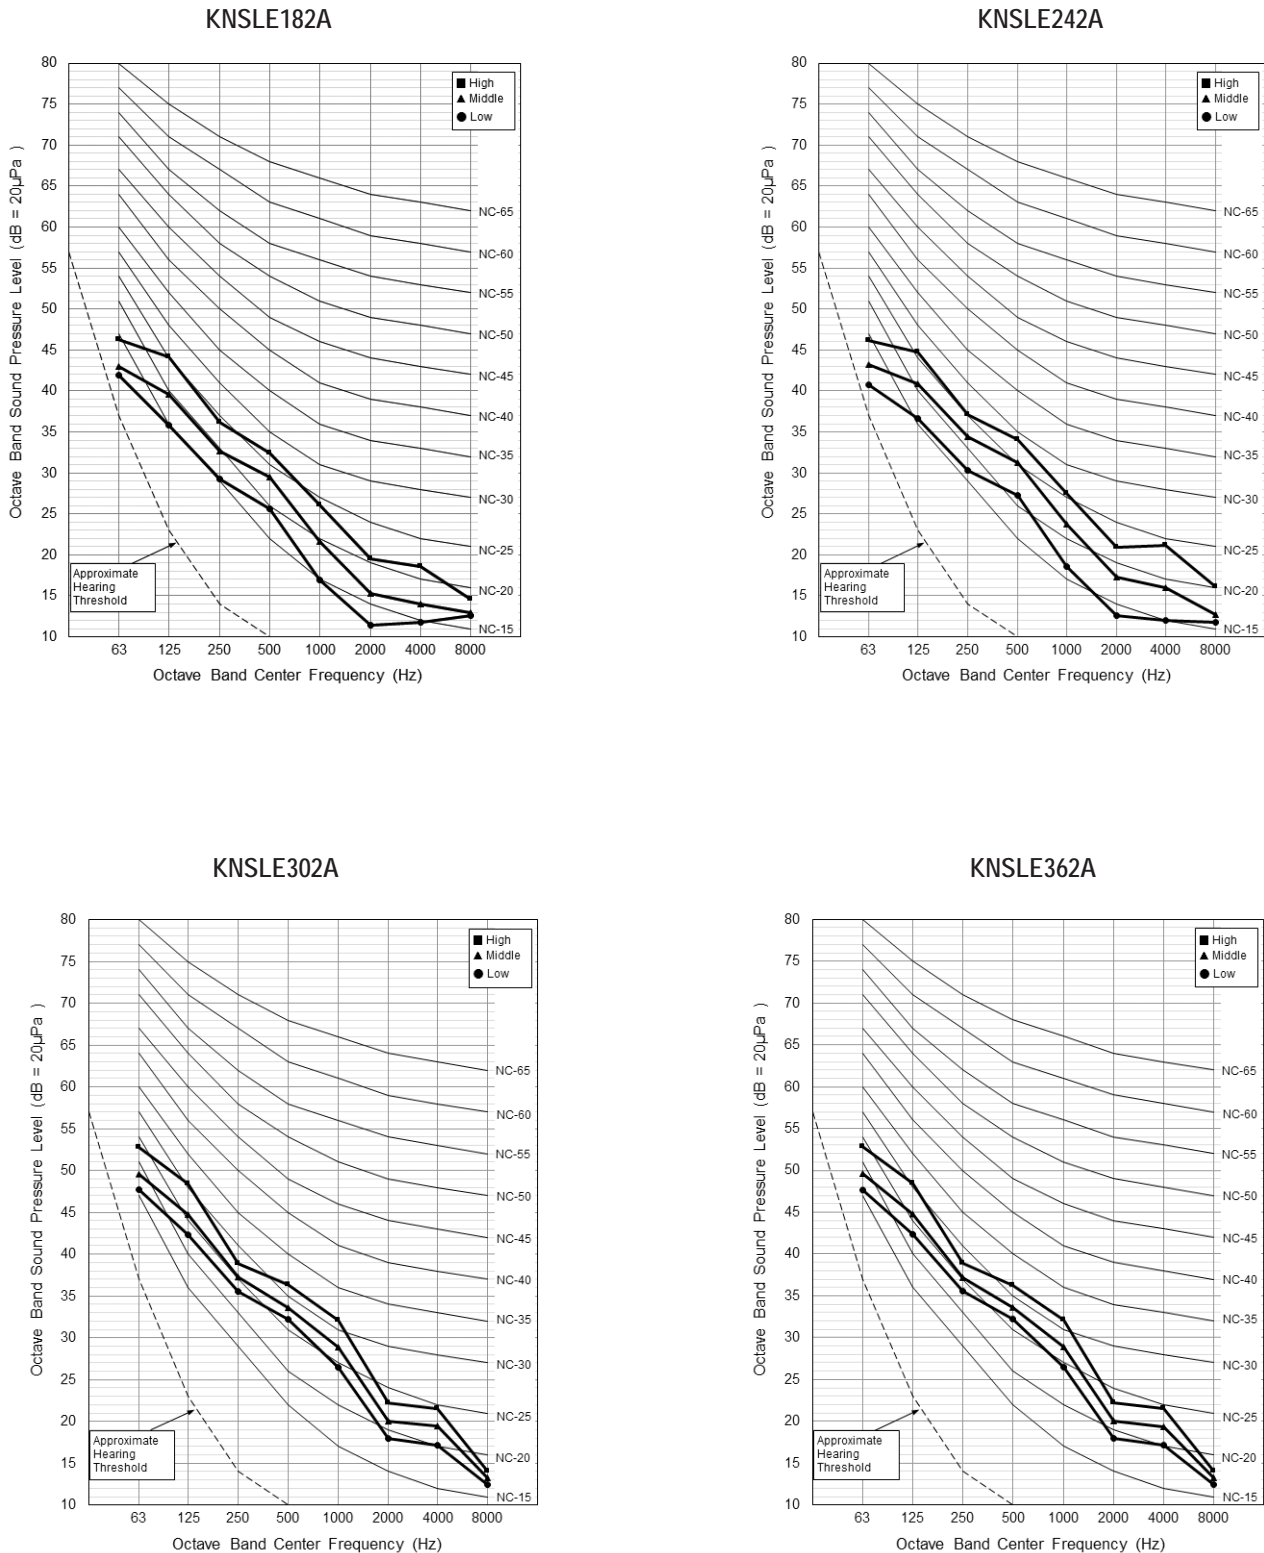 KNSLE182A
80
75
70
65
60
55
50
45
40
35
30
25
20
15
10
Octave Band Sound Pressure Level (dB = 20µPa )
High
Middle
Low
NC-65
NC-60
NC-55
NC-50
NC-45
NC-40
NC-35
NC-30
NC-25
NC-20
NC-15
Approximate
Hearing
Threshold
63 125 250 500 1000 2000 4000 8000
Octave Band Center Frequency (Hz)
KNSLE242A
80
75
70
65
60
55
50
45
40
35
30
25
20
15
10
Octave Band Sound Pressure Level (dB = 20µPa )
High
Middle
Low
NC-65
NC-60
NC-55
NC-50
NC-45
NC-40
NC-35
NC-30
NC-25
NC-20
NC-15
Approximate
Hearing
Threshold
63 125 250 500 1000 2000 4000 8000
Octave Band Center Frequency (Hz)
KNSLE302A
80
75
70
65
60
55
50
45
40
35
30
25
20
15
10
Octave Band Sound Pressure Level (dB = 20µPa )
High
Middle
Low
NC-65
NC-60
NC-55
NC-50
NC-45
NC-40
NC-35
NC-30
NC-25
NC-20
NC-15
Approximate
Hearing
Threshold
63 125 250 500 1000 2000 4000 8000
Octave Band Center Frequency (Hz)
KNSLE362A
80
75
70
65
60
55
50
45
40
35
30
25
20
15
10
Octave Band Sound Pressure Level (dB = 20µPa )
High
Middle
Low
NC-65
NC-60
NC-55
NC-50
NC-45
NC-40
NC-35
NC-30
NC-25
NC-20
NC-15
Approximate
Hearing
Threshold
63 125 250 500 1000 2000 4000 8000
Octave Band Center Frequency (Hz)